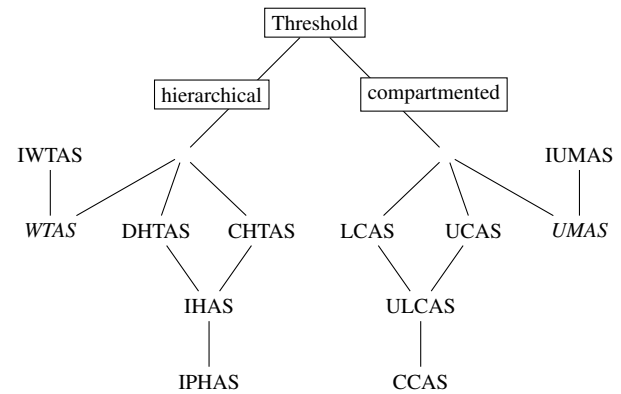 Threshold
hierarchical compartmented
IWTAS IUMAS
WTAS DHTAS CHTAS LCAS UCAS UMAS
IHAS ULCAS
IPHAS CCAS